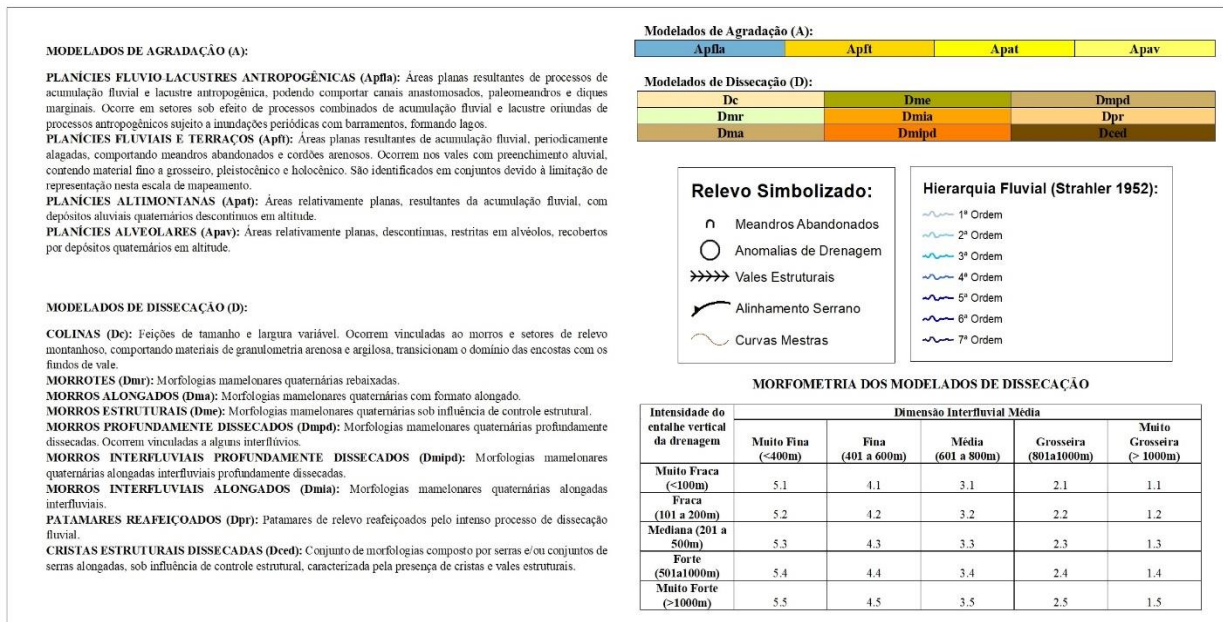 MODELADOS DE AGRADAÇÃO (A):
PLANÍCIES FLUVIO-LACUSTRES ANTROPOGÊNICAS (Apfla): Áreas planas resultantes de processos de
acumulação fluvial e lacustre antropogênica, podendo comportar canais anastomosados, paleomeandros e diques
marginais. Ocorre em setores sob efeito de processos combinados de acumulação fluvial e lacustre oriundas de
processos antropogênicos sujeito a inundações periódicas com barramentos, formando lagos.
PLANÍCIES FLUVIAIS E TERRAÇOS (Apft): Áreas planas resultantes de acumulação fluvial, periodicamente
alagadas, comportando meandros abandonados e cordões arenosos. Ocorrem nos vales com preenchimento aluvial,
contendo material fino a grosseiro, pleistocênico e holocênico. São identificados em conjuntos devido à limitação de
representação nesta escala de mapeamento.
PLANÍCIES ALTIMONTANAS (Apat): Áreas relativamente planas, resultantes da acumulação fluvial, com
depósitos aluviais quaternários descontínuos em altitude.
PLANÍCIES ALVEOLARES (Apav): Áreas relativamente planas, descontínuas, restritas em alvéolos, recobertos
por depósitos quaternários em altitude.
MODELADOS DE DISSECAÇÃO (D):
COLINAS (Dc): Feições de tamanho e largura variável. Ocorrem vinculadas ao morros e setores de relevo
montanhoso, comportando materiais de granulometria arenosa e argilosa, transicionam o domínio das encostas com os
fundos de vale.
MORROTES (Dmr): Morfologias mamelonares quaternárias rebaixadas.
MORROS ALONGADOS (Dma): Morfologias mamelonares quaternárias com formato alongado.
MORROS ESTRUTURAIS (Dme): Morfologias mamelonares quaternárias sob influência de controle estrutural.
MORROS PROFUNDAMENTE DISSECADOS (Dmpd): Morfologias mamelonares quaternárias profundamente
dissecadas. Ocorrem vinculadas a alguns interflúvios.
MORROS INTERFLUVIAIS PROFUNDAMENTE DISSECADOS (Dmipd): Morfologias mamelonares
quaternárias alongadas interfluviais profundamente dissecadas.
MORROS INTERFLUVIAIS ALONGADOS (Dmia): Morfologias mamelonares quaternárias alongadas
interfluviais.
PATAMARES REAFEIÇOADOS (Dpr): Patamares de relevo reafeiçoados pelo intenso processo de dissecação
fluvial.
CRISTAS ESTRUTURAIS DISSECADAS (Dced): Conjunto de morfologias composto por serras e/ou conjuntos de
serras alongadas, sob influência de controle estrutural, caracterizada pela presença de cristas e vales estruturais.
Modelados de Agradação (A):
Apfla Apft Apat Apav
Modelados de Dissecação (D):
Dc Dme Dmpd
Dmr Dmia Dpr
Dma Dmipd Dced
Relevo Simbolizado:
Meandros Abandonados
Anomalias de Drenagem
Vales Estruturais
Alinhamento Serrano
Curvas Mestras
Hierarquia Fluvial (Strahler 1952):
1ª Ordem
2ª Ordem
3ª Ordem
4ª Ordem
5ª Ordem
6ª Ordem
7ª Ordem
MORFOMETRIA DOS MODELADOS DE DISSECAÇÃO
Intensidade do
entalhe vertical
da drenagem
Dimensão Interfluvial Média
Muito Fina
(<400m)
Fina
(401 a 600m)
Média
(601 a 800m)
Grosseira
(801a1000m)
Muito
Grosseira
(> 1000m)
Muito Fraca
(<100m) 5.1 4.1 3.1 2.1 1.1
Fraca
(101 a 200m) 5.2 4.2 3.2 2.2 1.2
Mediana (201 a
500m) 5.3 4.3 3.3 2.3 1.3
Forte
(501a1000m) 5.4 4.4 3.4 2.4 1.4
Muito Forte
(>1000m) 5.5 4.5 3.5 2.5 1.5